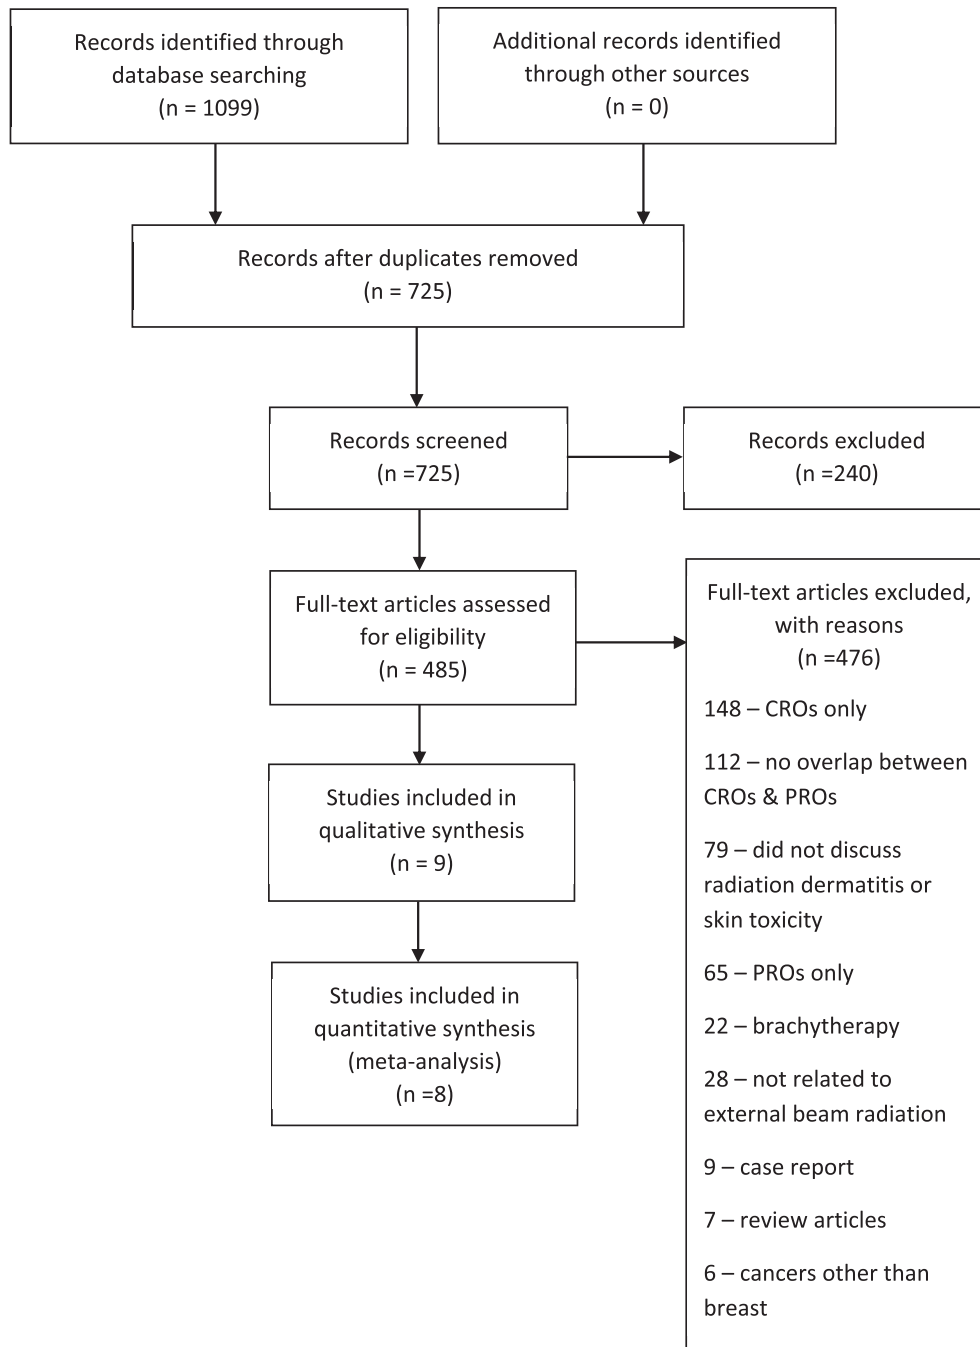 Records identified through
database searching
(n = 1099)
Additional records identified
through other sources
(n = 0)
Records after duplicates removed
(n = 725)
Records screened
(n =725)
Records excluded
(n =240)
Full-text articles assessed
for eligibility
(n = 485)
Full-text articles excluded,
with reasons
(n =476)
148 – CROs only
112 – no overlap between
CROs & PROs
79 – did not discuss
radiation dermatitis or
skin toxicity
65 – PROs only
22 – brachytherapy
28 – not related to
external beam radiation
9 – case report
7 – review articles
6 – cancers other than
breast
Studies included in
qualitative synthesis
(n = 9)
Studies included in
quantitative synthesis
(meta-analysis)
(n =8)